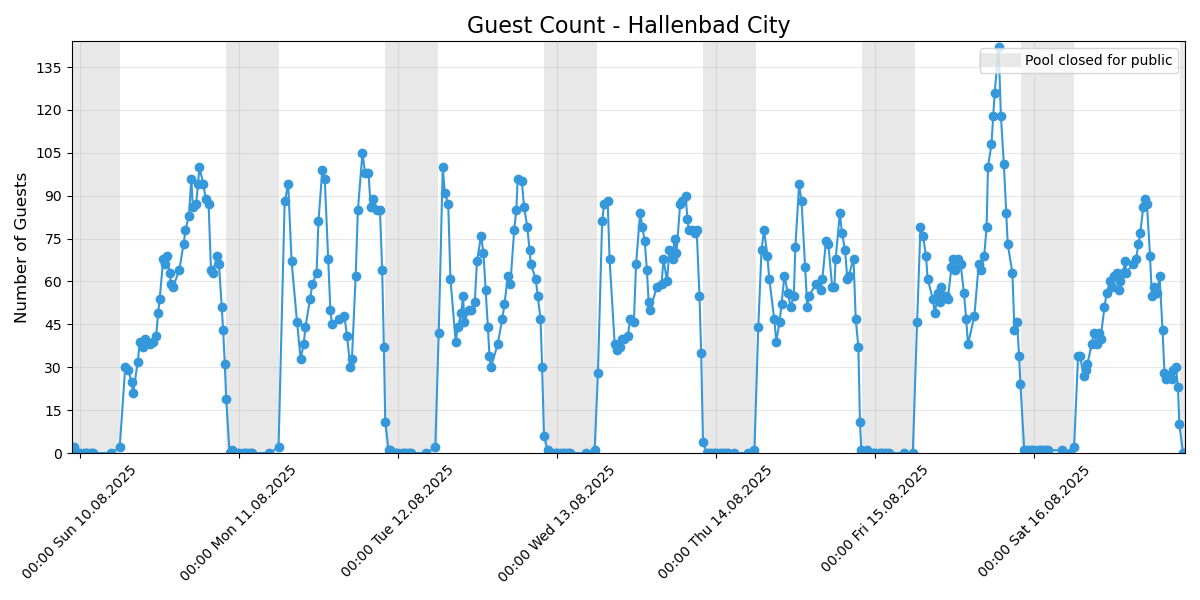 Guest Count - Hallenbad City
Pool closed for public
Number of Guests
135
120
105
90
75
60
45
30
15
0
00:00 Sun 10.08.2025
00:00 Mon 11.08.2025
00:00 Tue 12.08.2025
00:00 Wed 13.08.2025
00:00 Thu 14.08.2025
00:00 Fri 15.08.2025
00:00 Sat 16.08.2025